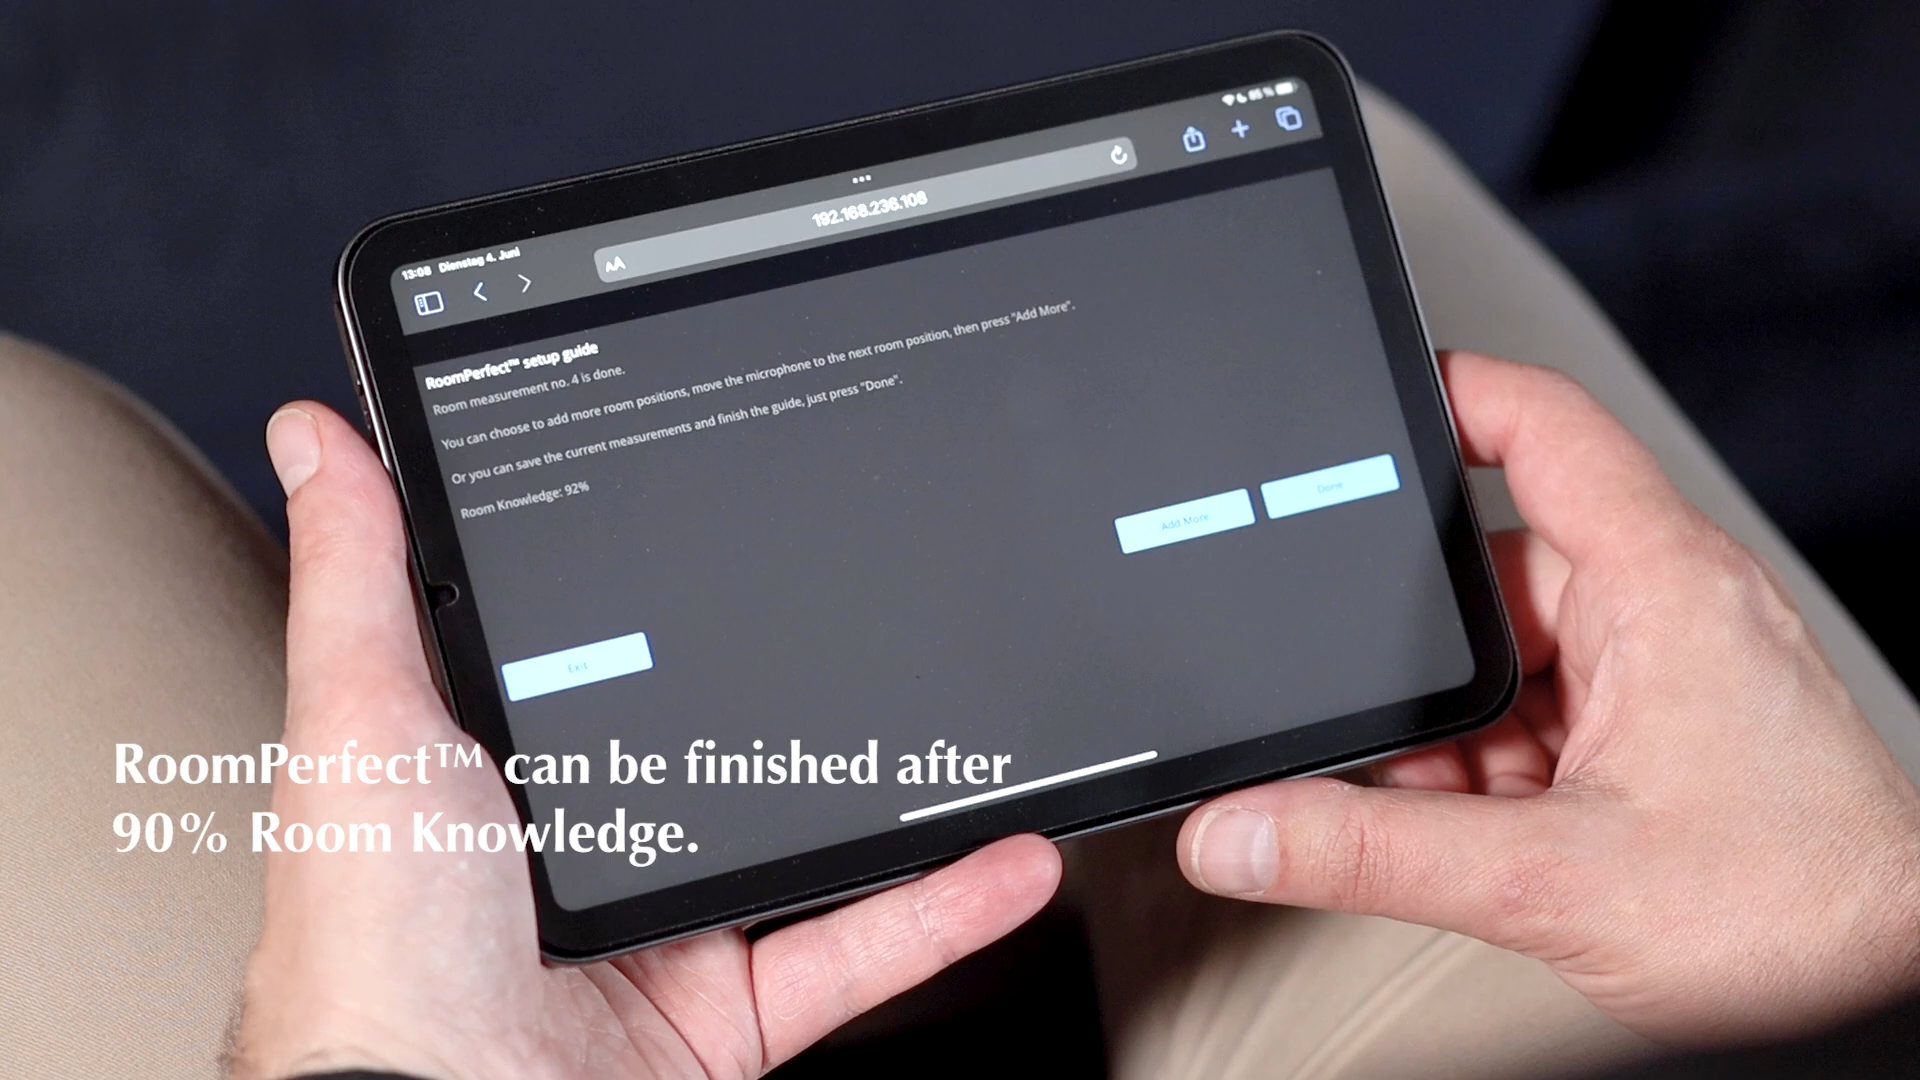 13:08 Dienstag 4. Juni
85 %
AA
192.168.236.108
RoomPerfect™ setup guide
Room measurement no. 4 is done.
You can choose to add more room positions, move the microphone to the next room position, then press "Add More".
Or you can save the current measurements and finish the guide, just press "Done".
Room Knowledge: 92%
Add More
Done
Exit
RoomPerfect™ can be finished after
90% Room Knowledge.